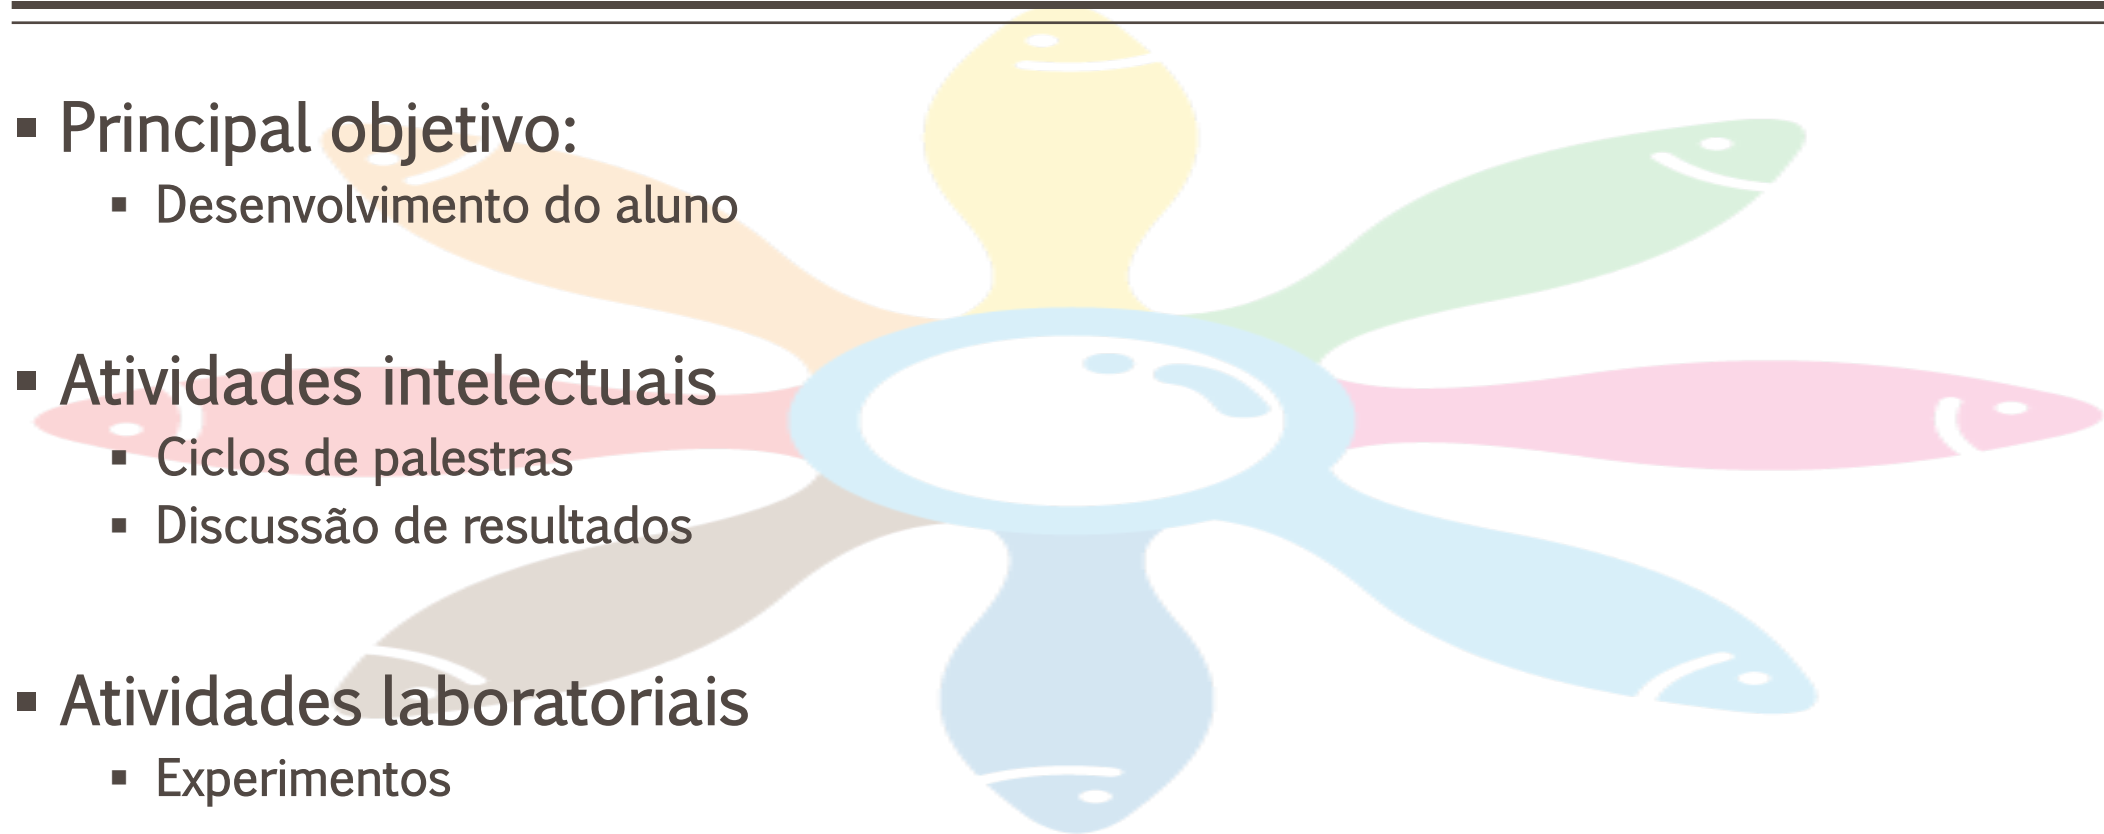 ▪ Principal objetivo:
▪ Desenvolvimento do aluno
▪ Atividades intelectuais
▪ Ciclos de palestras
▪ Discussão de resultados
▪ Atividades laboratoriais
▪ Experimentos